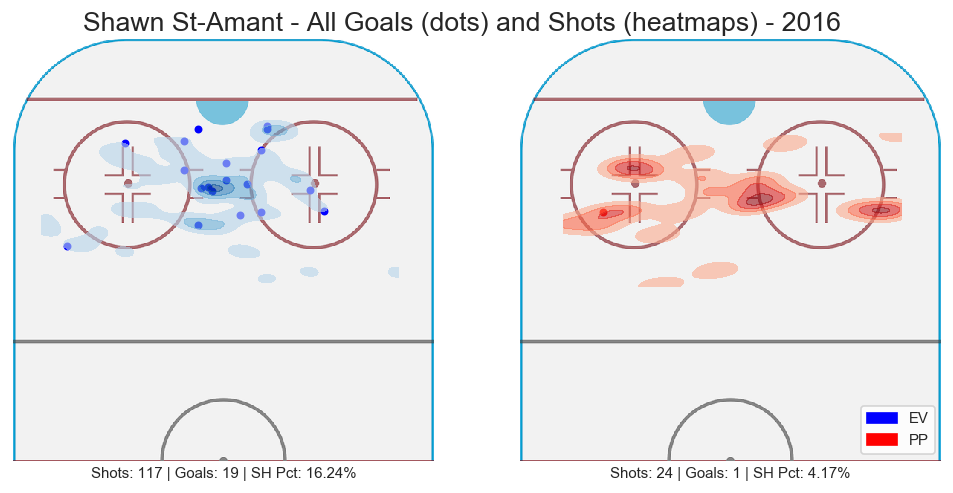 Shawn St-Amant - All Goals (dots) and Shots (heatmaps) - 2016
EV
PP
Shots: 117 | Goals: 19 | SH Pct: 16.24%
Shots: 24 | Goals: 1 | SH Pct: 4.17%